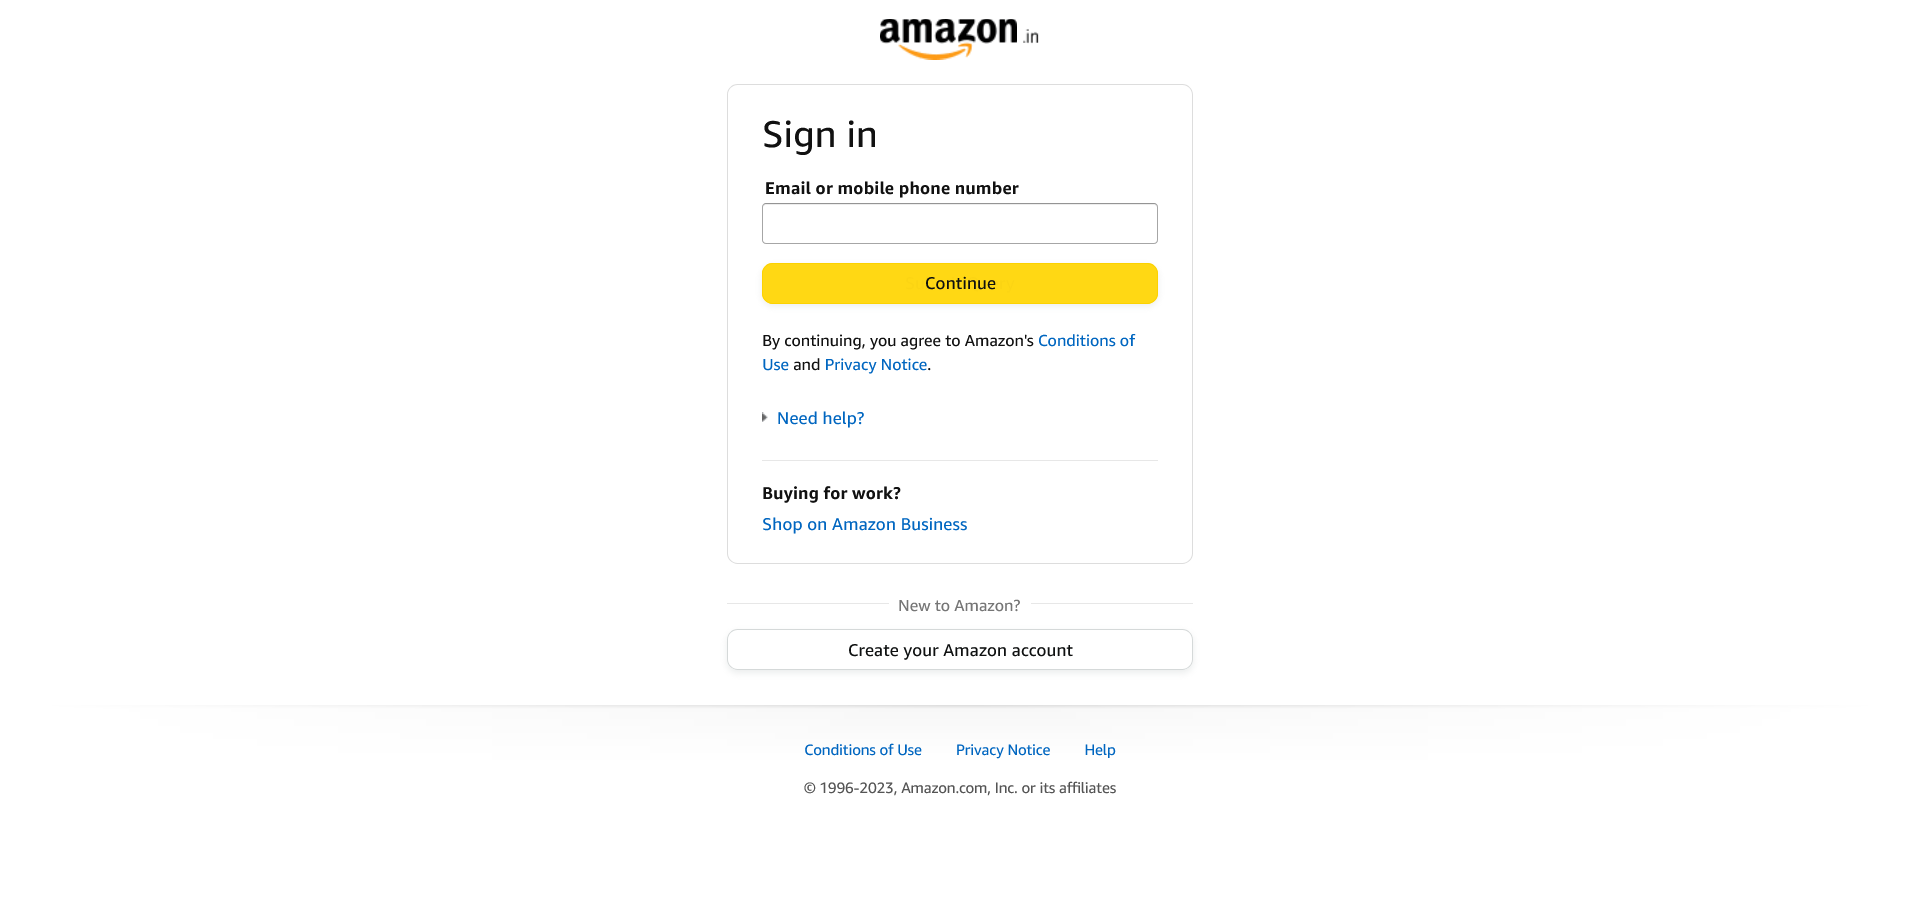 amazon.in
Sign in
Email or mobile phone number
Continue
By continuing, you agree to Amazon's Conditions of
Use and Privacy Notice.
Need help?
Buying for work?
Shop on Amazon Business
New to Amazon?
Create your Amazon account
Conditions of Use Privacy Notice Help
© 1996-2023, Amazon.com, Inc. or its affiliates